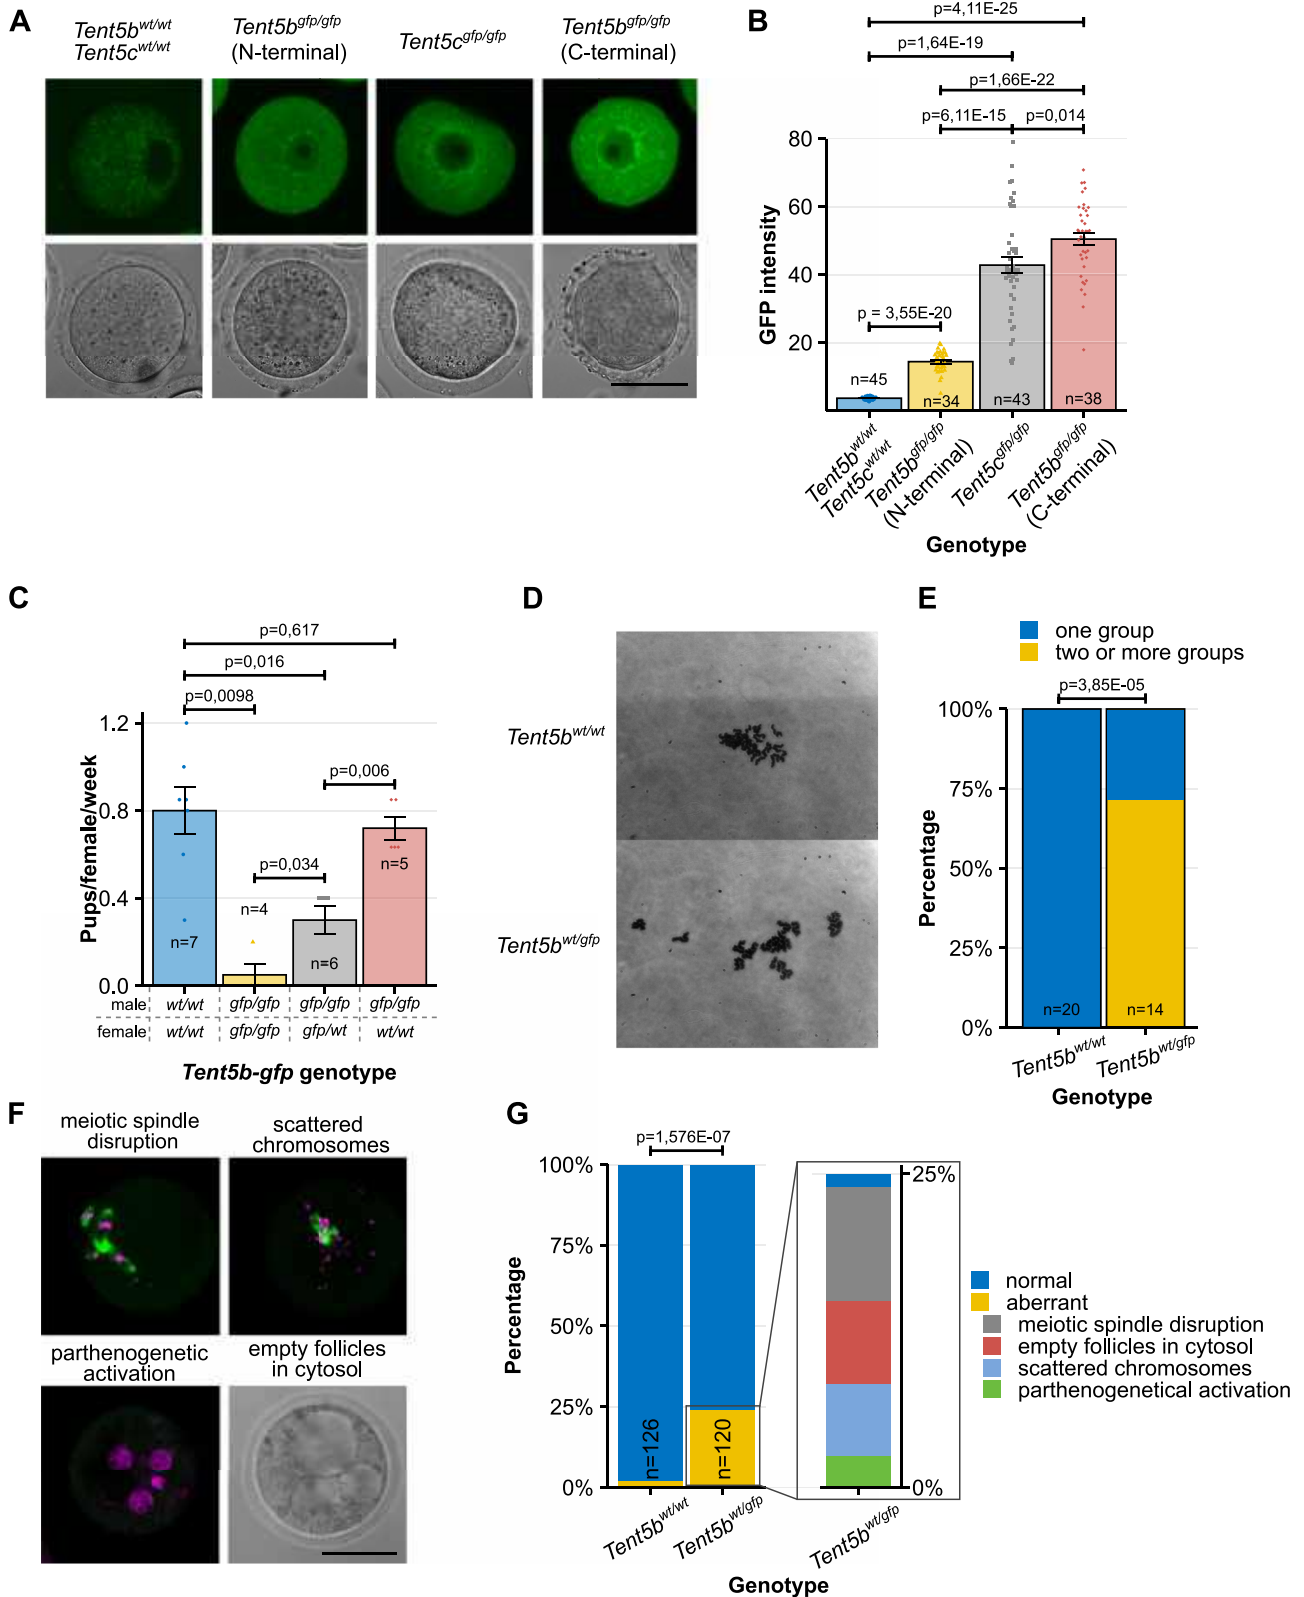 A
Tent5b^wt/wt
Tent5c^wt/wt
Tent5b^gfp/gfp
(N-terminal)
Tent5c^gfp/gfp
Tent5b^gfp/gfp
(C-terminal)
B
p=4,11E-25
p=1,64E-19
p=1,66E-22
p=6,11E-15
p=0,014
p = 3,55E-20
GFP intensity
80
60
40
20
n=45
n=34
n=43
n=38
Tent5b^wt/wt
Tent5c^wt/wt
Tent5b^gfp/gfp
(N-terminal)
Tent5c^gfp/gfp
Tent5b^gfp/gfp
(C-terminal)
Genotype
C
p=0,617
p=0,016
p=0,0098
p=0,006
p=0,034
Pups/female/week
1.2
0.8
0.4
0.0
n=7
n=4
n=6
n=5
male wt/wt gfp/gfp gfp/gfp gfp/gfp
female wt/wt gfp/gfp gfp/wt wt/wt
Tent5b-gfp genotype
D
Tent5b^wt/wt
Tent5b^wt/gfp
E
one group
two or more groups
p=3,85E-05
Percentage
100%
75%
50%
25%
0%
n=20
n=14
Tent5b^wt/wt
Tent5b^wt/gfp
Genotype
F
meiotic spindle
disruption
scattered
chromosomes
parthenogenetic
activation
empty follicles
in cytosol
G
p=1,576E-07
Percentage
100%
75%
50%
25%
0%
n=126
n=120
25%
0%
Tent5b^wt/wt
Tent5b^wt/gfp
Tent5b^wt/gfp
Genotype
normal
aberrant
meiotic spindle disruption
empty follicles in cytosol
scattered chromosomes
parthenogenetical activation